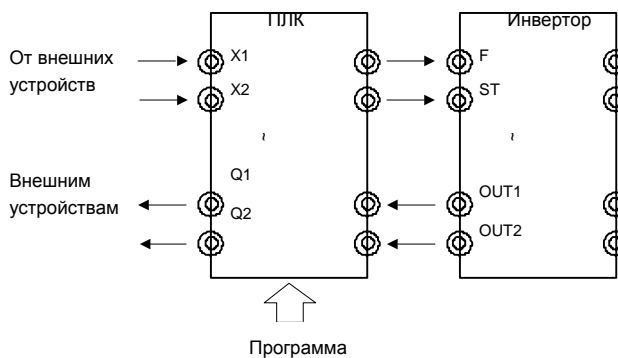 ПЛК
Инвертор
От внешних
устройств
X1
F
X2
ST
~
~
Внешним
устройствам
Q1
Q2
OUT1
OUT2
Программа